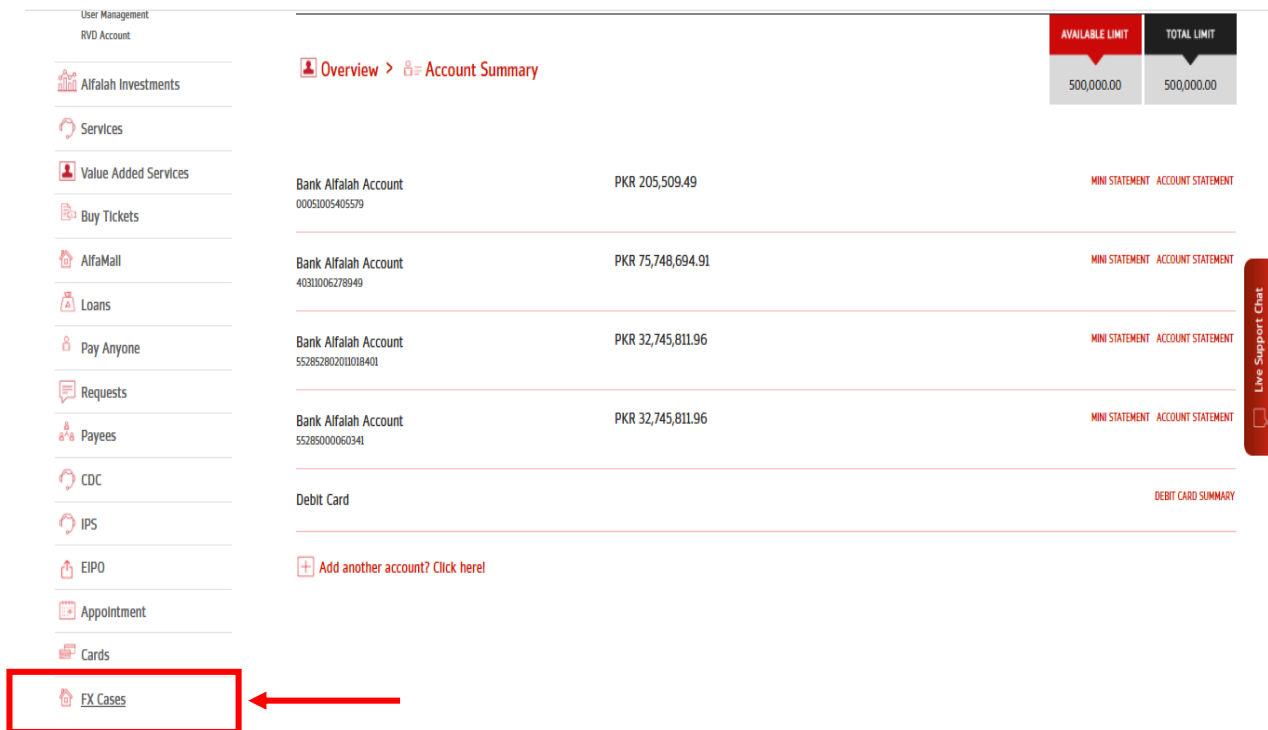 User Management
RVD Account
Alfalah Investments
Services
Value Added Services
Buy Tickets
AlfaMall
Loans
Pay Anyone
Requests
Payees
CDC
IPS
EIPO
Appointment
Cards
FX Cases
Overview > Account Summary
AVAILABLE LIMIT TOTAL LIMIT
500,000.00 500,000.00
Bank Alfalah Account PKR 205,509.49 MINI STATEMENT ACCOUNT STATEMENT
00051005405579
Bank Alfalah Account PKR 75,748,694.91 MINI STATEMENT ACCOUNT STATEMENT
40311006278949
Bank Alfalah Account PKR 32,745,811.96 MINI STATEMENT ACCOUNT STATEMENT
552852802011018401
Bank Alfalah Account PKR 32,745,811.96 MINI STATEMENT ACCOUNT STATEMENT
55285000060341
Debit Card DEBIT CARD SUMMARY
Add another account? Click here!
Live Support Chat